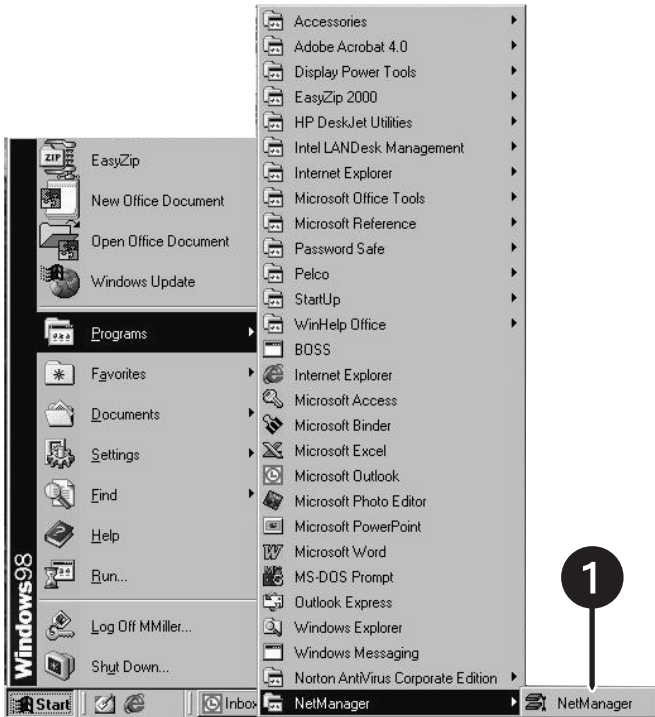 Accessories
Adobe Acrobat 4.0
Display Power Tools
EasyZip 2000
HP DeskJet Utilities
Intel LANDesk Management
Internet Explorer
Microsoft Office Tools
Microsoft Reference
Password Safe
Pelco
StartUp
WinHelp Office
BOSS
Internet Explorer
Microsoft Access
Microsoft Binder
Microsoft Excel
Microsoft Outlook
Microsoft Photo Editor
Microsoft PowerPoint
Microsoft Word
MS-DOS Prompt
Outlook Express
Windows Explorer
Windows Messaging
Norton AntiVirus Corporate Edition
NetManager
ZIP
EasyZip
New Office Document
Open Office Document
Windows Update
Programs
Favorites
Documents
Settings
Find
Help
Run...
Log Off MMiller...
Shut Down...
Windows98
Start
Inbo
1
NetManager